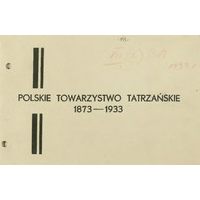 POLSKIE TOWARZYSTWO TATRZAŃSKIE
1873—1933